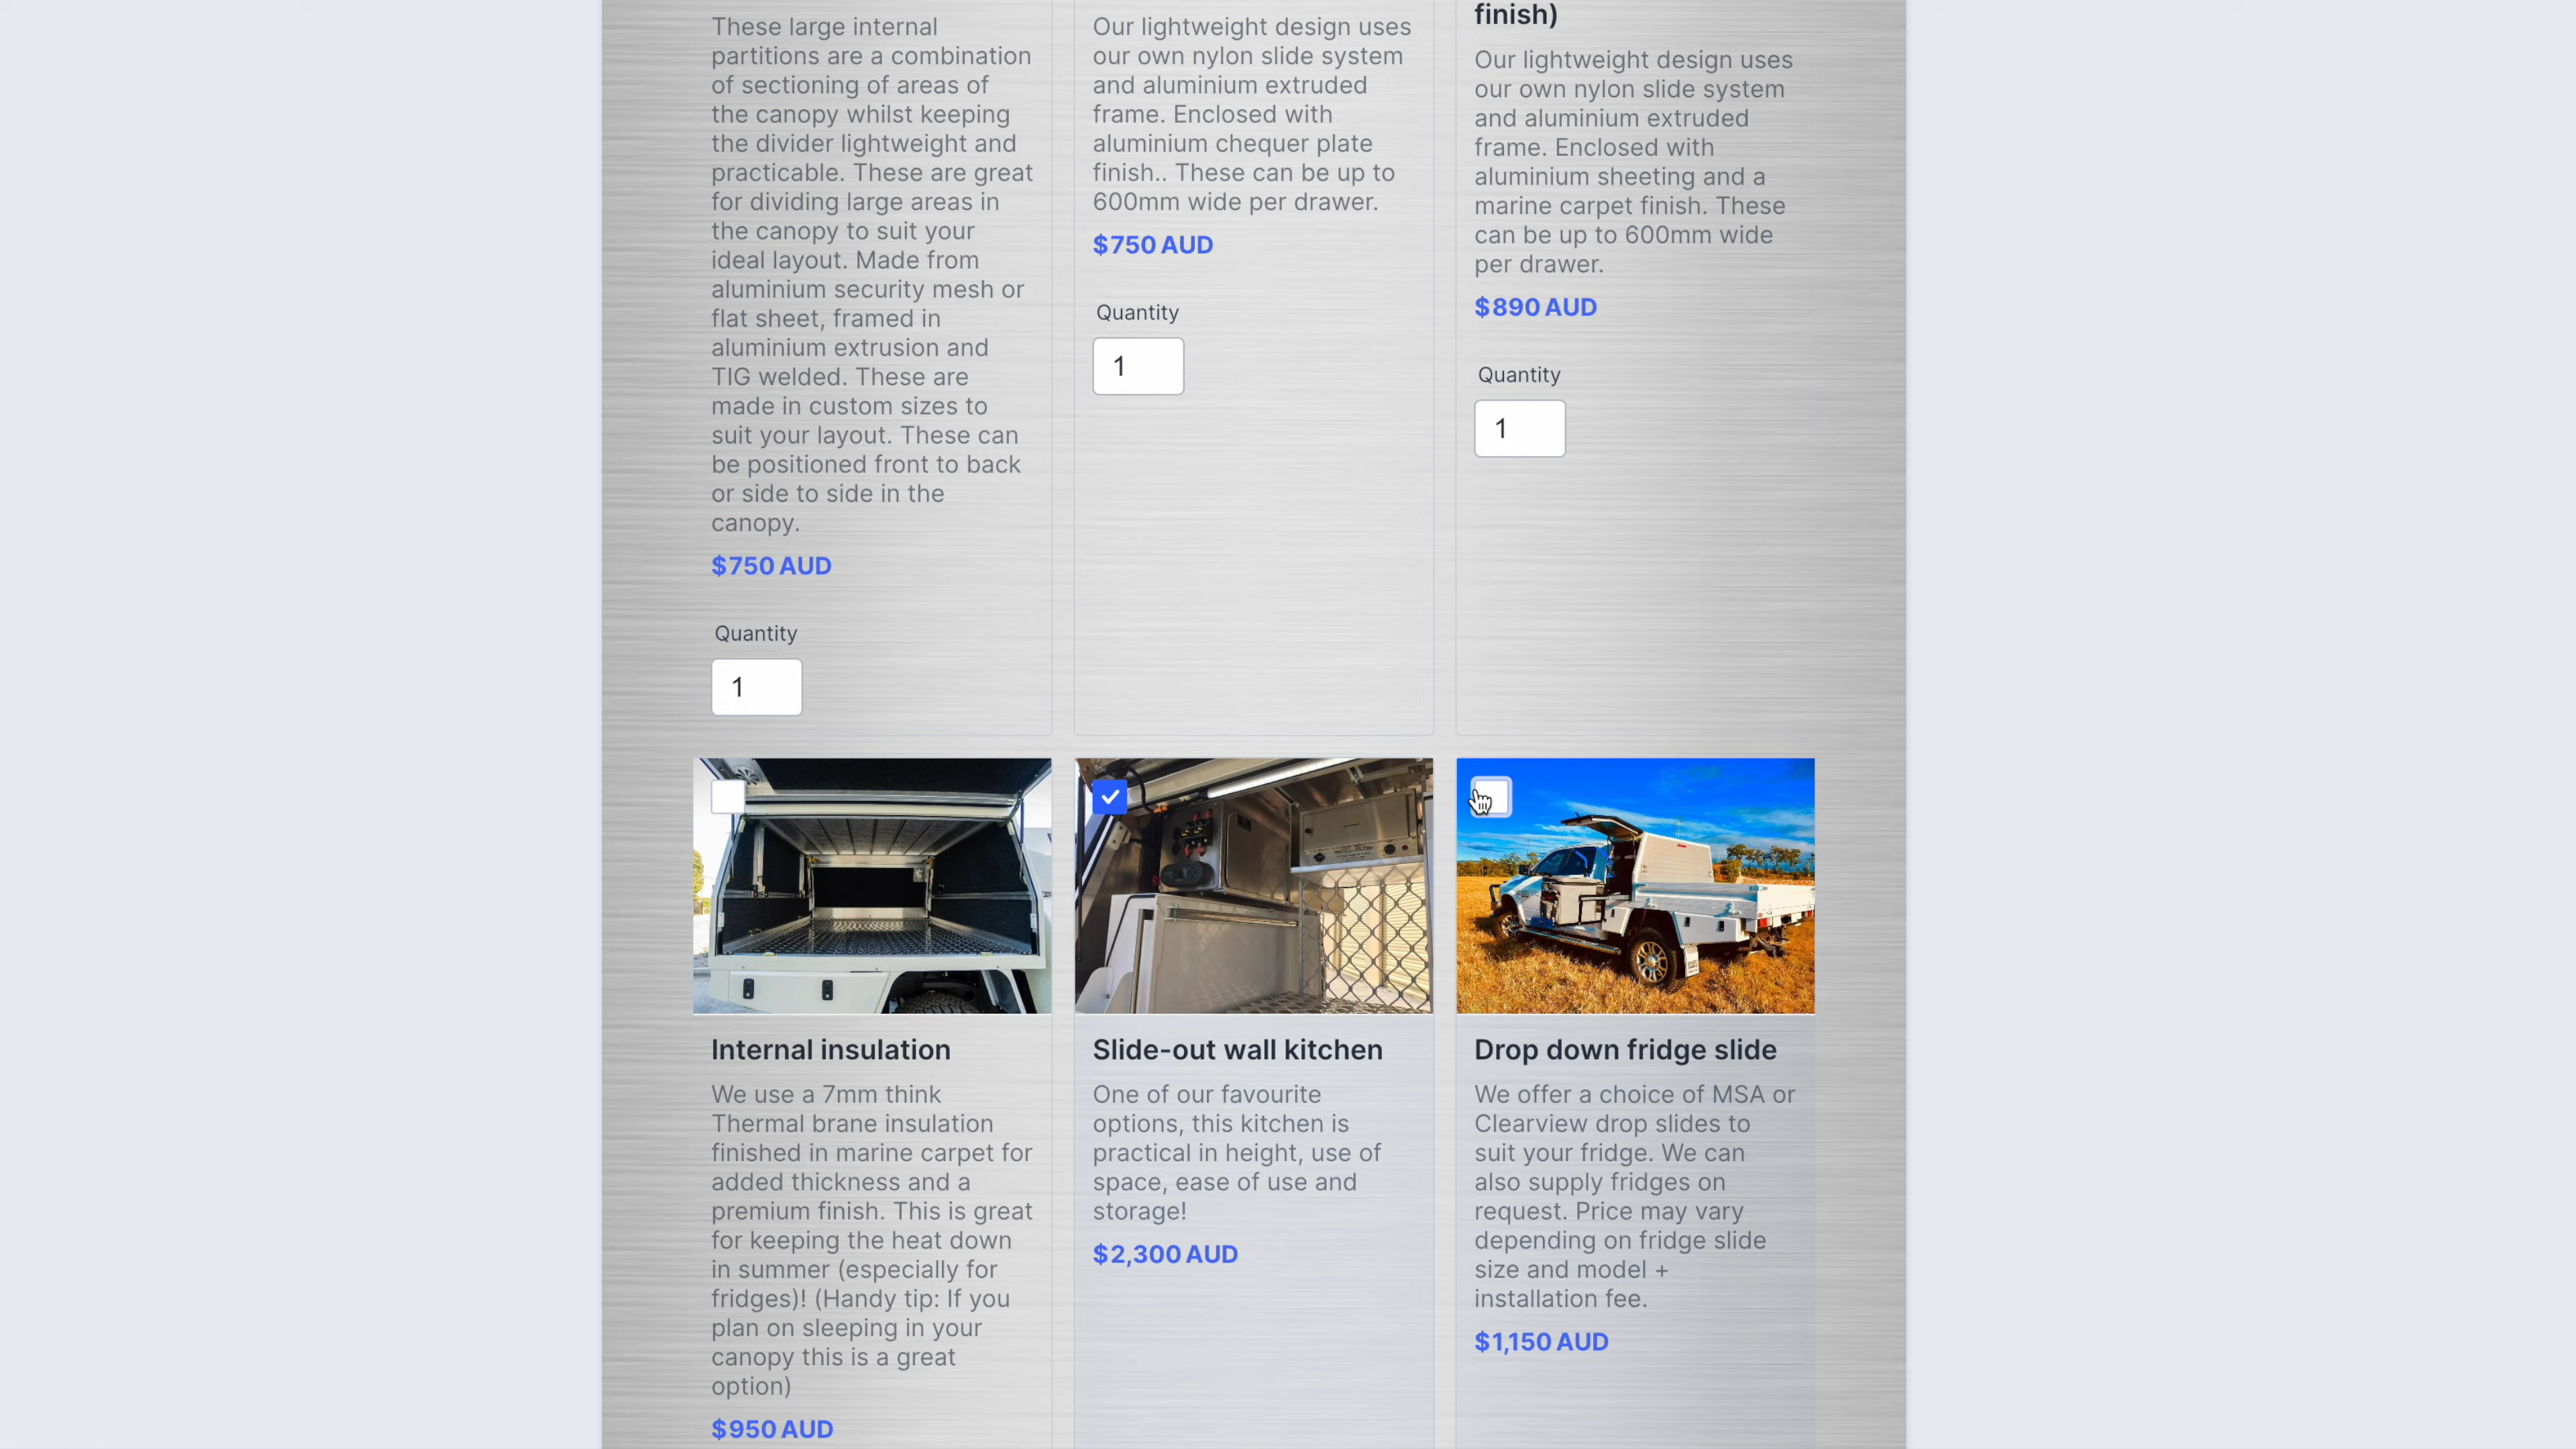 These large internal
partitions are a combination
of sectioning of areas of
the canopy whilst keeping
the divider lightweight and
practicable. These are great
for dividing large areas in
the canopy to suit your
ideal layout. Made from
aluminium security mesh or
flat sheet, framed in
aluminium extrusion and
TIG welded. These are
made in custom sizes to
suit your layout. These can
be positioned front to back
or side to side in the
canopy.
$750 AUD
Quantity
1
Our lightweight design uses
our own nylon slide system
and aluminium extruded
frame. Enclosed with
aluminium chequer plate
finish.. These can be up to
600mm wide per drawer.
$750 AUD
Quantity
1
finish)
Our lightweight design uses
our own nylon slide system
and aluminium extruded
frame. Enclosed with
aluminium sheeting and a
marine carpet finish. These
can be up to 600mm wide
per drawer.
$890 AUD
Quantity
1
Internal insulation
We use a 7mm think
Thermal brane insulation
finished in marine carpet for
added thickness and a
premium finish. This is great
for keeping the heat down
in summer (especially for
fridges)! (Handy tip: If you
plan on sleeping in your
canopy this is a great
option)
$950 AUD
Slide-out wall kitchen
One of our favourite
options, this kitchen is
practical in height, use of
space, ease of use and
storage!
$2,300 AUD
Drop down fridge slide
We offer a choice of MSA or
Clearview drop slides to
suit your fridge. We can
also supply fridges on
request. Price may vary
depending on fridge slide
size and model +
installation fee.
$1,150 AUD